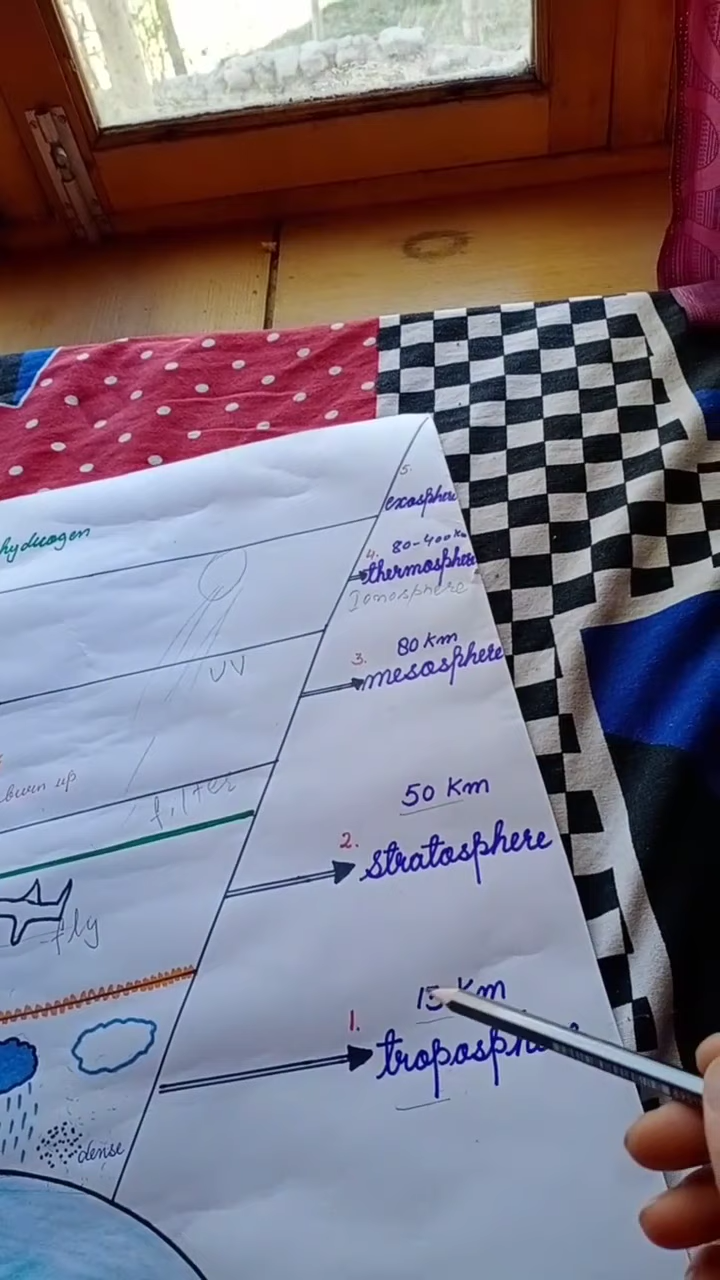 5.
exosphere
hydrogen
80-400 km
4. thermosphere
Ionosphere
80 km
3. mesosphere
UV
burn up
filter
50 Km
2. stratosphere
fly
15 Km
1. troposphere
dense